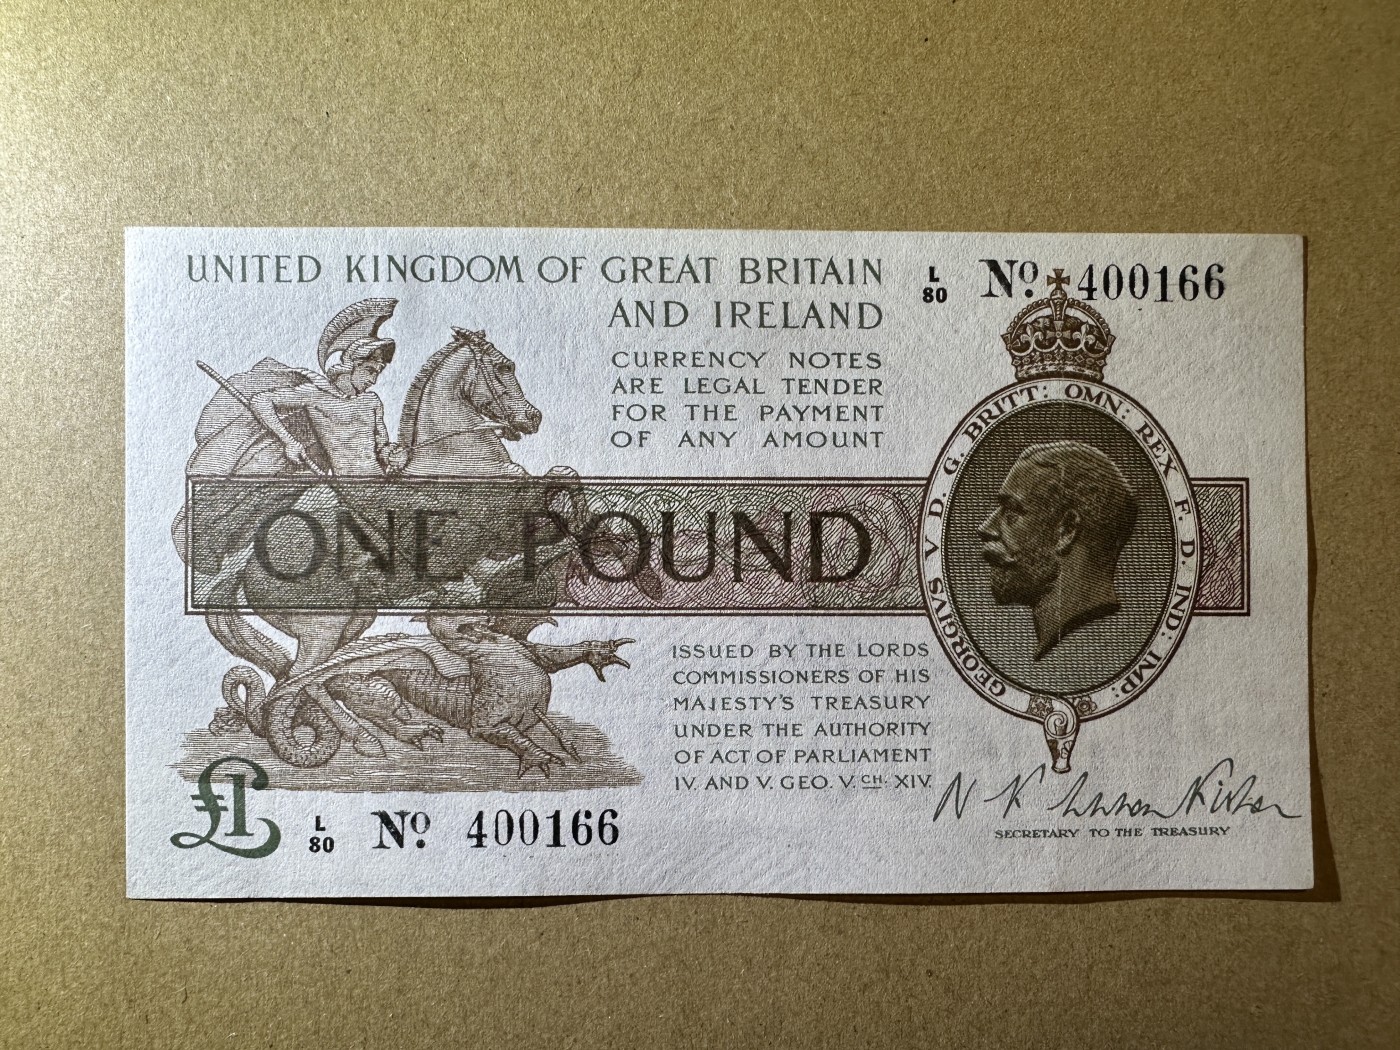 UNITED KINGDOM OF GREAT BRITAIN
AND IRELAND
L
80
Nº 400166
CURRENCY NOTES
ARE LEGAL TENDER
FOR THE PAYMENT
OF ANY AMOUNT
GEORGIVS V D. G. BRITT: OMN: REX F. D. IND: IMP:
ONE POUND
ISSUED BY THE LORDS
COMMISSIONERS OF HIS
MAJESTY'S TREASURY
UNDER THE AUTHORITY
OF ACT OF PARLIAMENT
IV. AND V. GEO. V. CH. XIV.
£1
L
80
Nº 400166
N K Warren Fisher
SECRETARY TO THE TREASURY